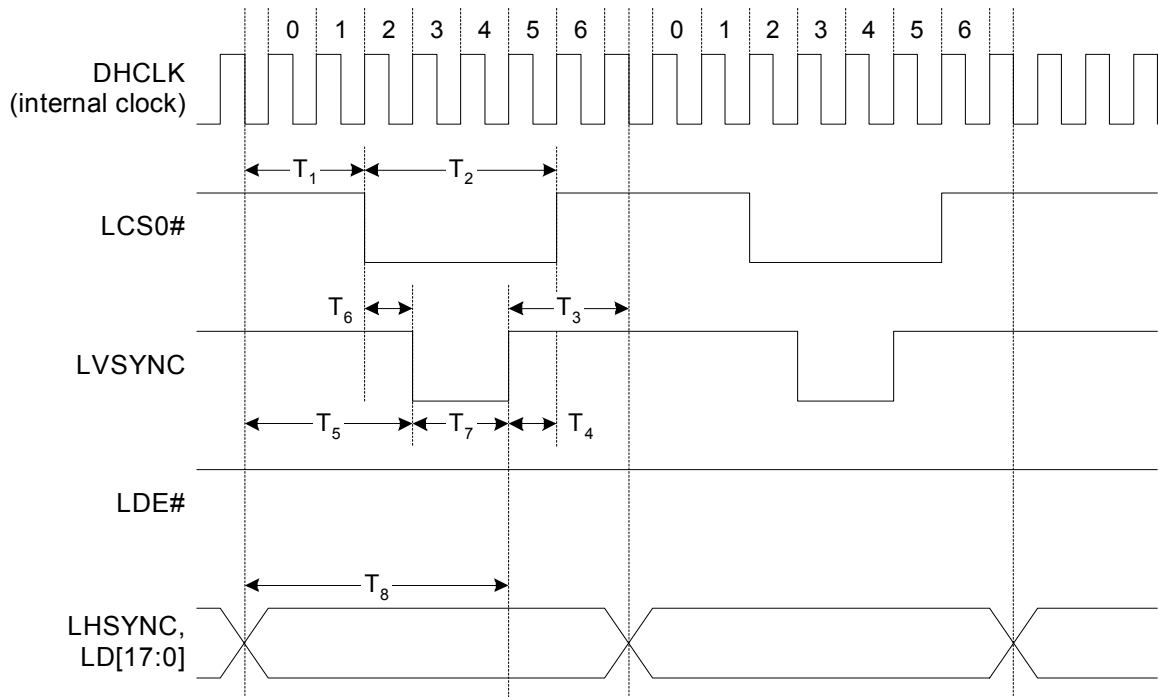 0 1 2 3 4 5 6 0 1 2 3 4 5 6
DHCLK
(internal clock)
T1 T2
LCS0#
T6 T3
LVSYNC
T5 T7 T4
LDE#
T8
LHSYNC,
LD[17:0]